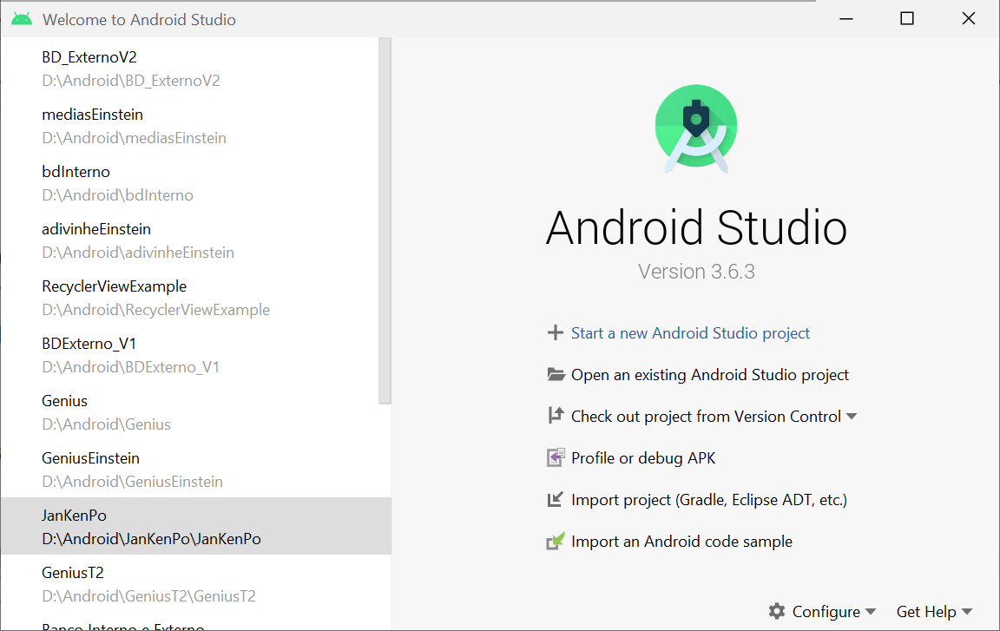 Welcome to Android Studio
BD_ExternoV2
D:\Android\BD_ExternoV2
mediasEinstein
D:\Android\mediasEinstein
bdInterno
D:\Android\bdInterno
adivinheEinstein
D:\Android\adivinheEinstein
RecyclerViewExample
D:\Android\RecyclerViewExample
BDExterno_V1
D:\Android\BDExterno_V1
Genius
D:\Android\Genius
GeniusEinstein
D:\Android\GeniusEinstein
JanKenPo
D:\Android\JanKenPo\JanKenPo
GeniusT2
D:\Android\GeniusT2\GeniusT2
Banco Interno e Externo
Android Studio
Version 3.6.3
Start a new Android Studio project
Open an existing Android Studio project
Check out project from Version Control
Profile or debug APK
Import project (Gradle, Eclipse ADT, etc.)
Import an Android code sample
Configure
Get Help